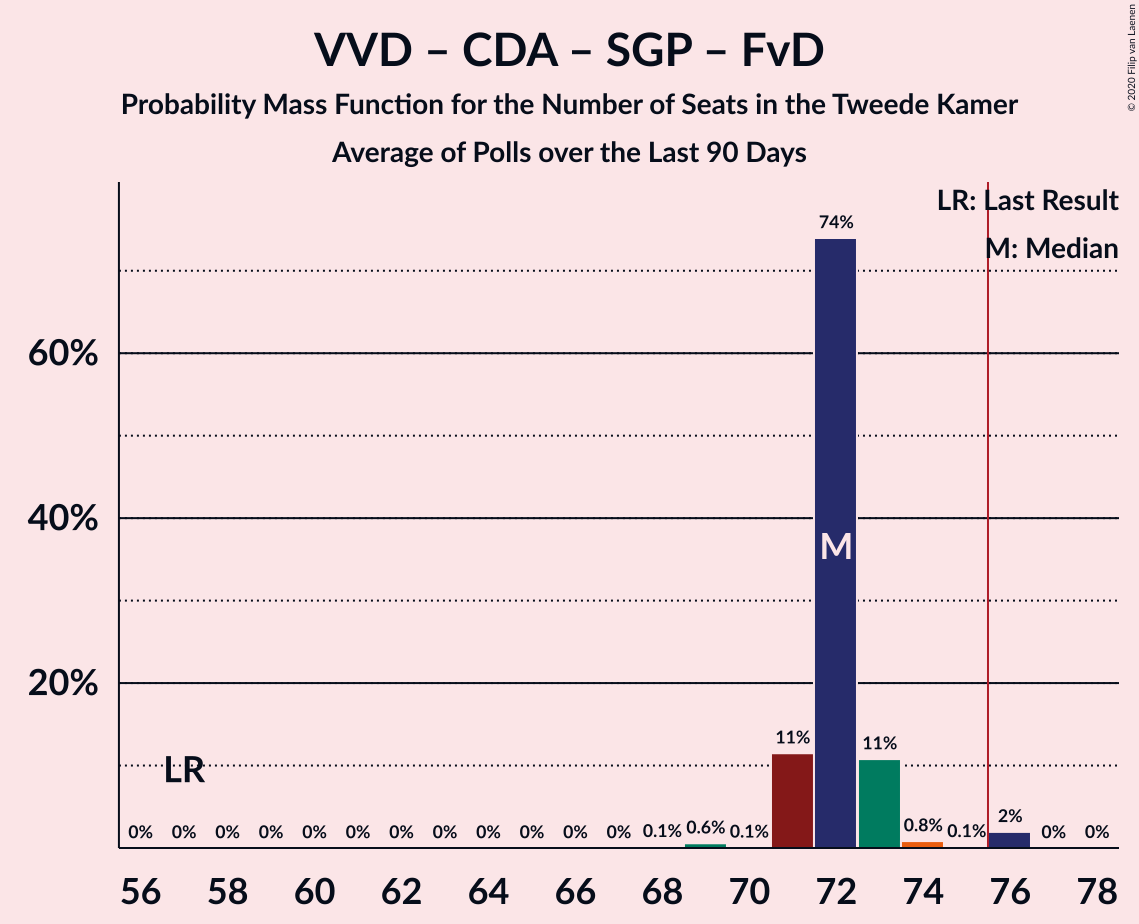 VVD – CDA – SGP – FvD
Probability Mass Function for the Number of Seats in the Tweede Kamer
Average of Polls over the Last 90 Days
© 2020 Filip van Laenen
LR: Last Result
M: Median
74%
60%
40%
M
20%
11%
11%
LR
0% 0% 0% 0% 0% 0% 0% 0% 0% 0% 0% 0% 0.1% 0.6% 0.1% 0.8% 0.1% 2% 0% 0%
56 58 60 62 64 66 68 70 72 74 76 78